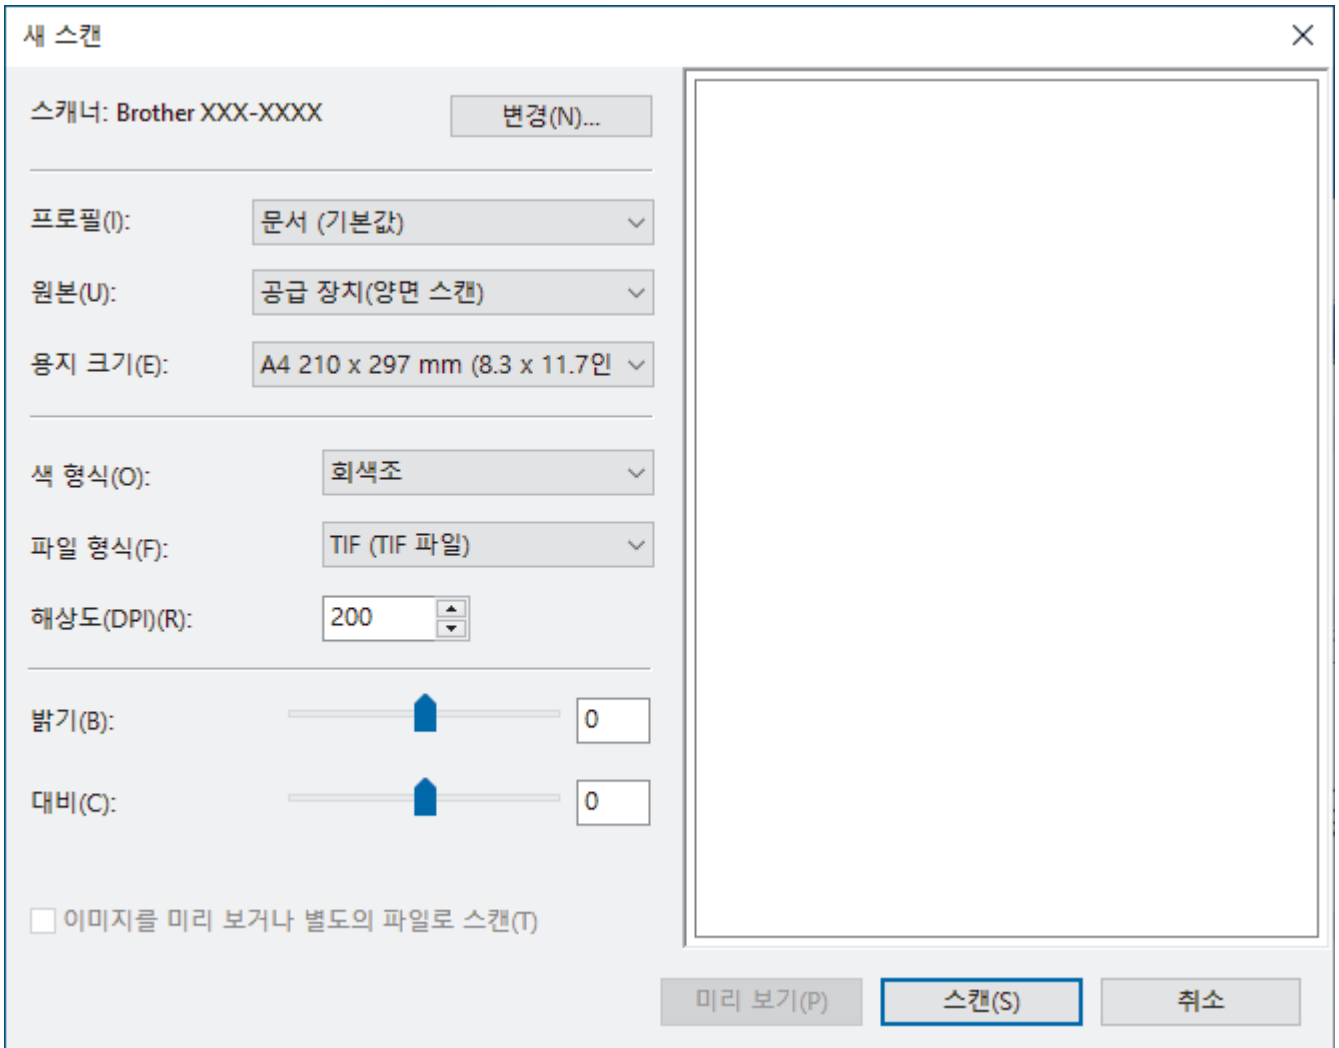 새 스캔
스캐너: Brother XXX-XXXX
변경(N)...
프로필(I):
문서 (기본값)
원본(U):
공급 장치(양면 스캔)
용지 크기(E):
A4 210 x 297 mm (8.3 x 11.7인
색 형식(O):
회색조
파일 형식(F):
TIF (TIF 파일)
해상도(DPI)(R):
200
밝기(B):
0
대비(C):
0
이미지를 미리 보거나 별도의 파일로 스캔(T)
미리 보기(P)
스캔(S)
취소